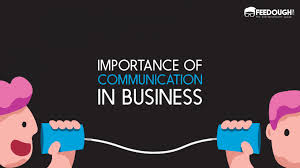 FEEDOUGH
IMPORTANCE OF
COMMUNICATION
IN BUSINESS